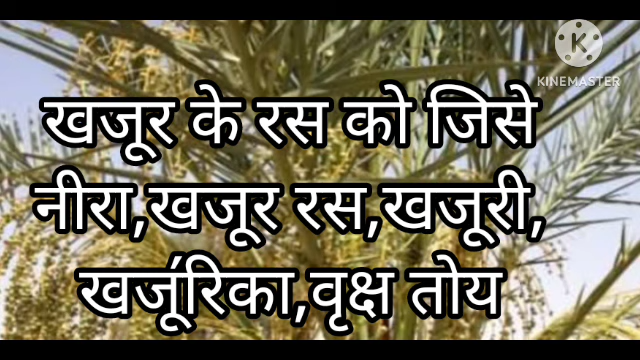 KINEMASTER
खजूर के रस को जिसे
नीरा,खजूर रस,खजूरी,
खर्जूरिका,वृक्ष तोय